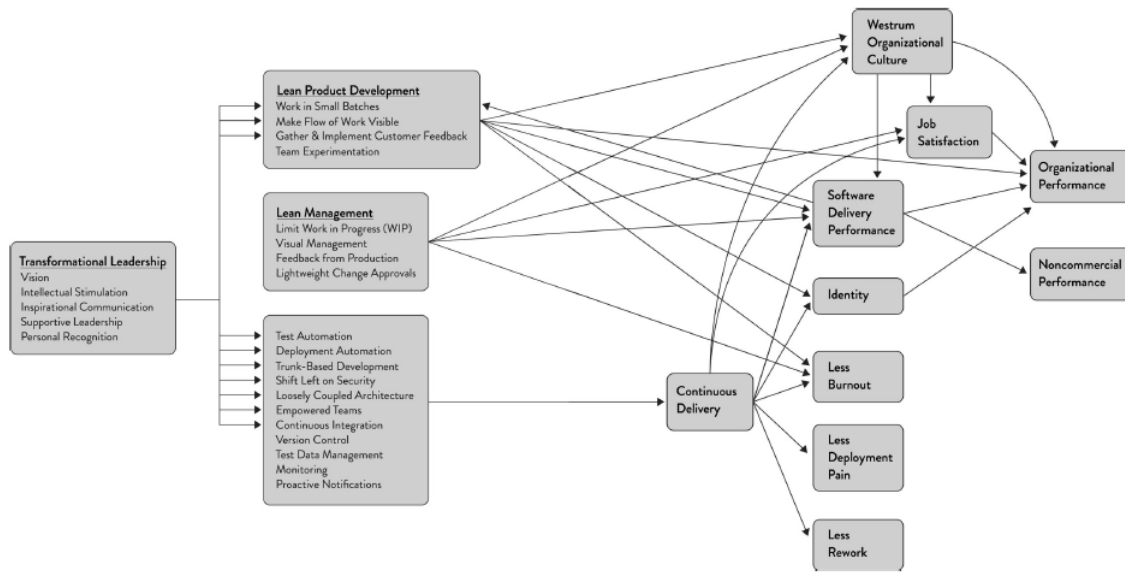 Transformational Leadership
Vision
Intellectual Stimulation
Inspirational Communication
Supportive Leadership
Personal Recognition
Lean Product Development
Work in Small Batches
Make Flow of Work Visible
Gather & Implement Customer Feedback
Team Experimentation
Lean Management
Limit Work in Progress (WIP)
Visual Management
Feedback from Production
Lightweight Change Approvals
Test Automation
Deployment Automation
Trunk-Based Development
Shift Left on Security
Loosely Coupled Architecture
Empowered Teams
Continuous Integration
Version Control
Test Data Management
Monitoring
Proactive Notifications
Continuous
Delivery
Westrum
Organizational
Culture
Job
Satisfaction
Software
Delivery
Performance
Identity
Less
Burnout
Less
Deployment
Pain
Less
Rework
Organizational
Performance
Noncommercial
Performance